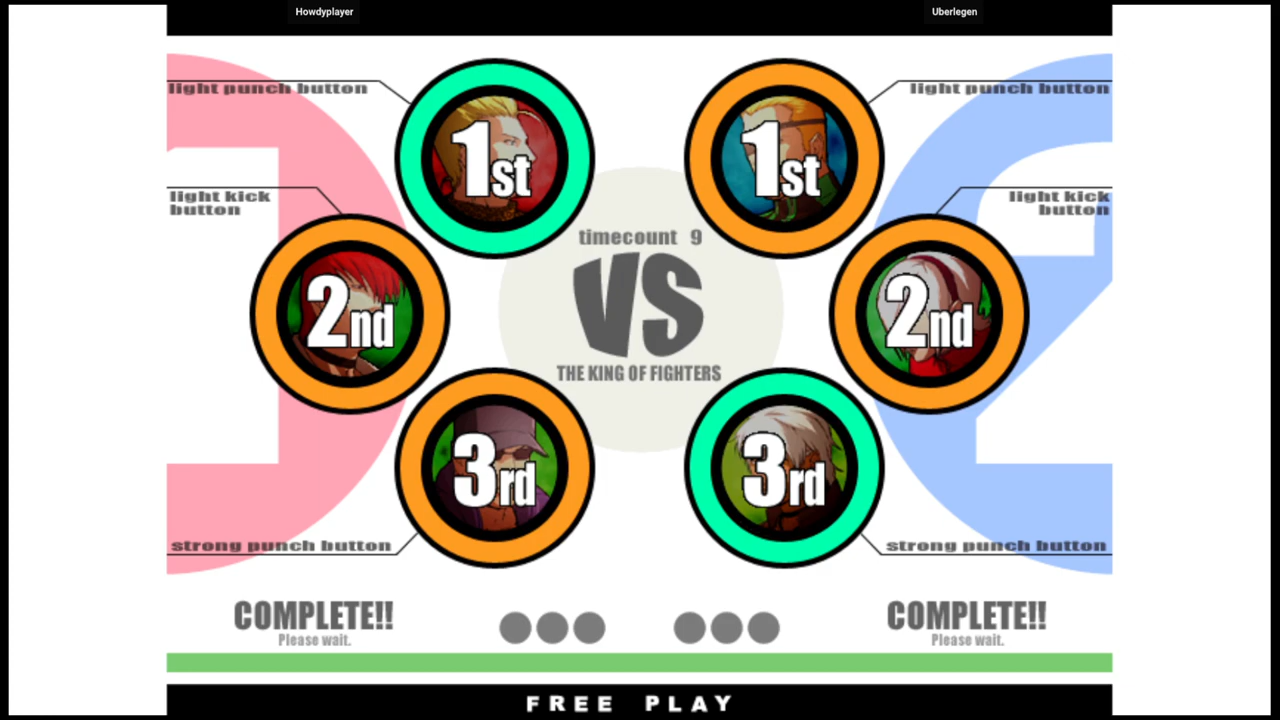 Howdyplayer
Uberlegen
light punch button
light punch button
1st
1st
light kick
button
light kick
button
timecount 9
VS
THE KING OF FIGHTERS
2nd
2nd
3rd
3rd
strong punch button
strong punch button
COMPLETE!!
Please wait.
COMPLETE!!
Please wait.
FREE PLAY